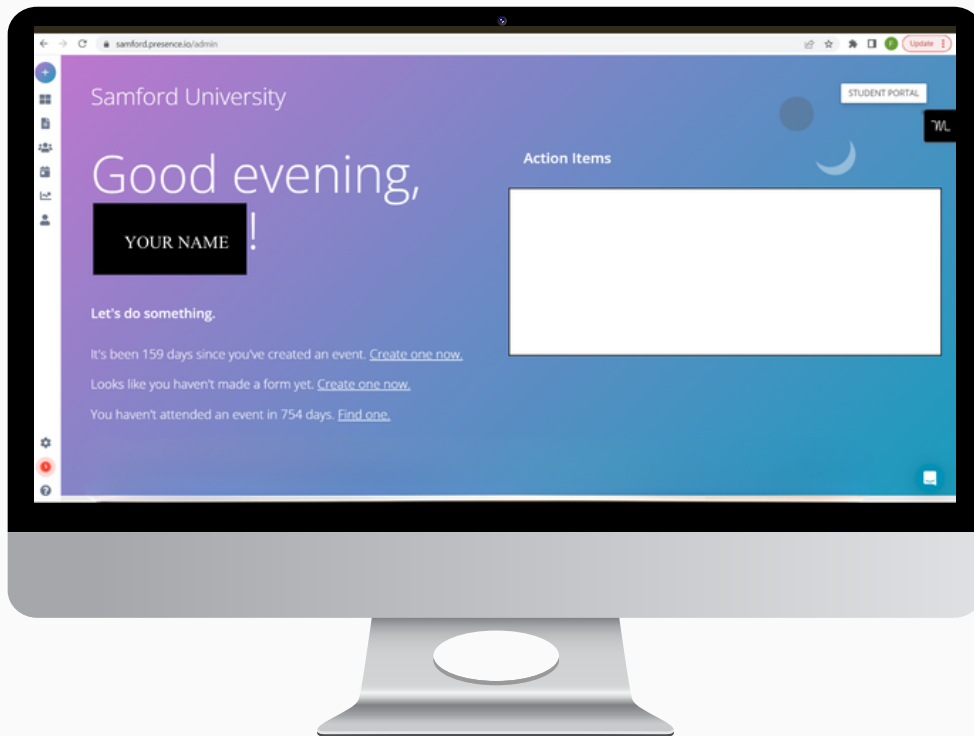 samford.presence.io/admin
Update
Samford University
STUDENT PORTAL
Good evening,
YOUR NAME !
Let's do something.
It's been 159 days since you've created an event. Create one now.
Looks like you haven't made a form yet. Create one now.
You haven't attended an event in 754 days. Find one.
Action Items